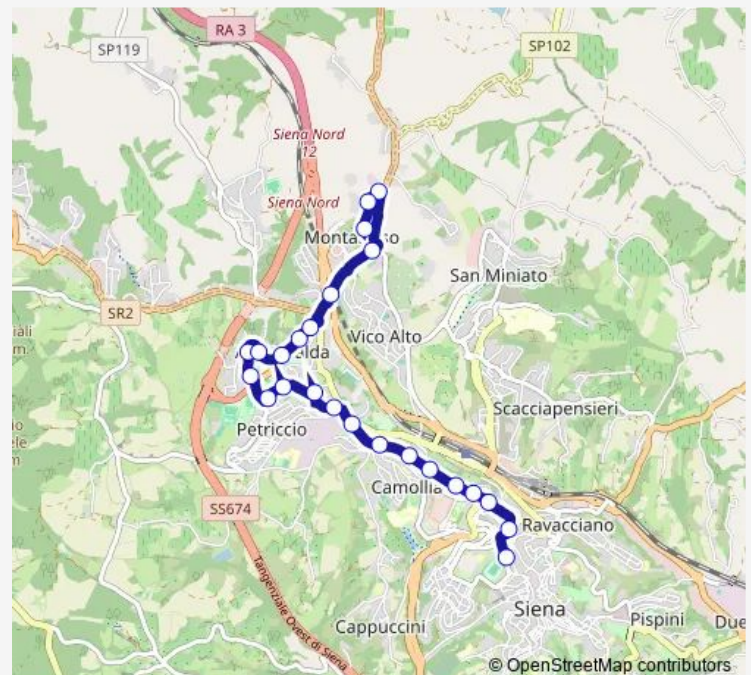 RA 3
SP119
SP102
Siena Nord
12
Siena Nord
San Miniato
SR2
Vico Alto
Scacciapensieri
Petriccio
SS674
Ravacciano
Tangenziale Ovest di Siena
Siena
Pispini
Cappuccini
© OpenStreetMap contributors